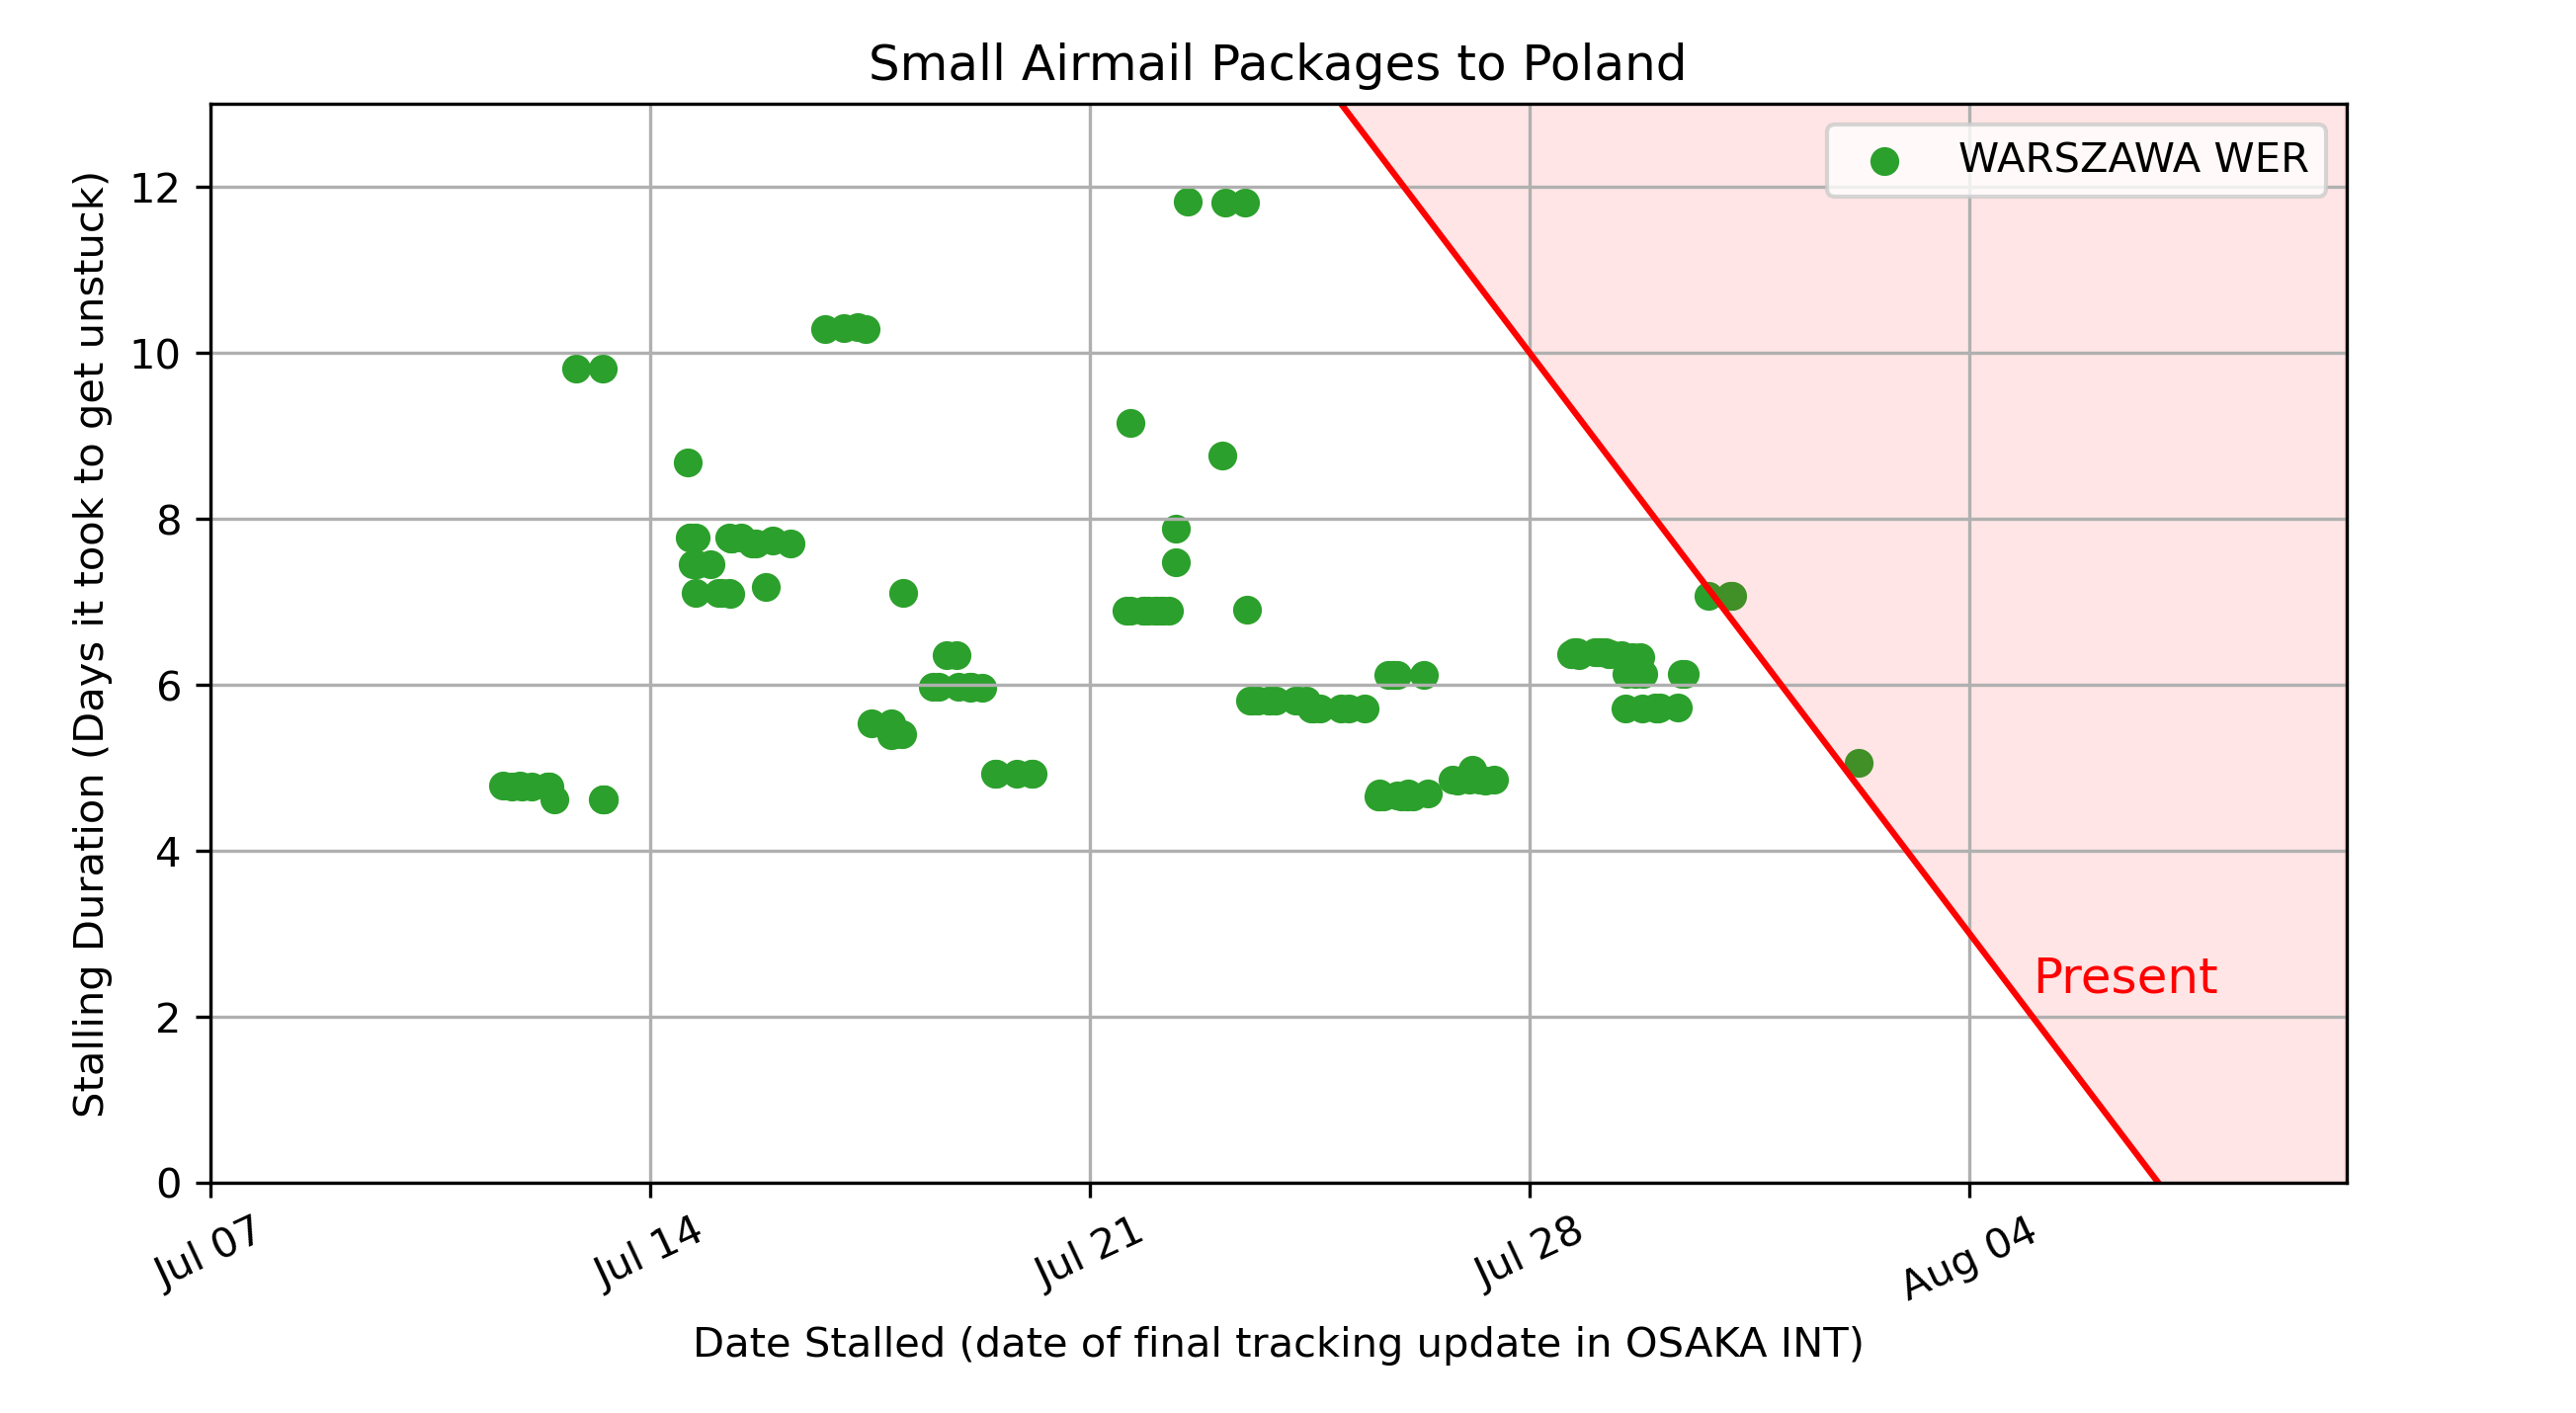 Small Airmail Packages to Poland
WARSZAWA WER
Stalling Duration (Days it took to get unstuck)
12
10
8
6
4
2
0
Present
Jul 07
Jul 14
Jul 21
Jul 28
Aug 04
Date Stalled (date of final tracking update in OSAKA INT)